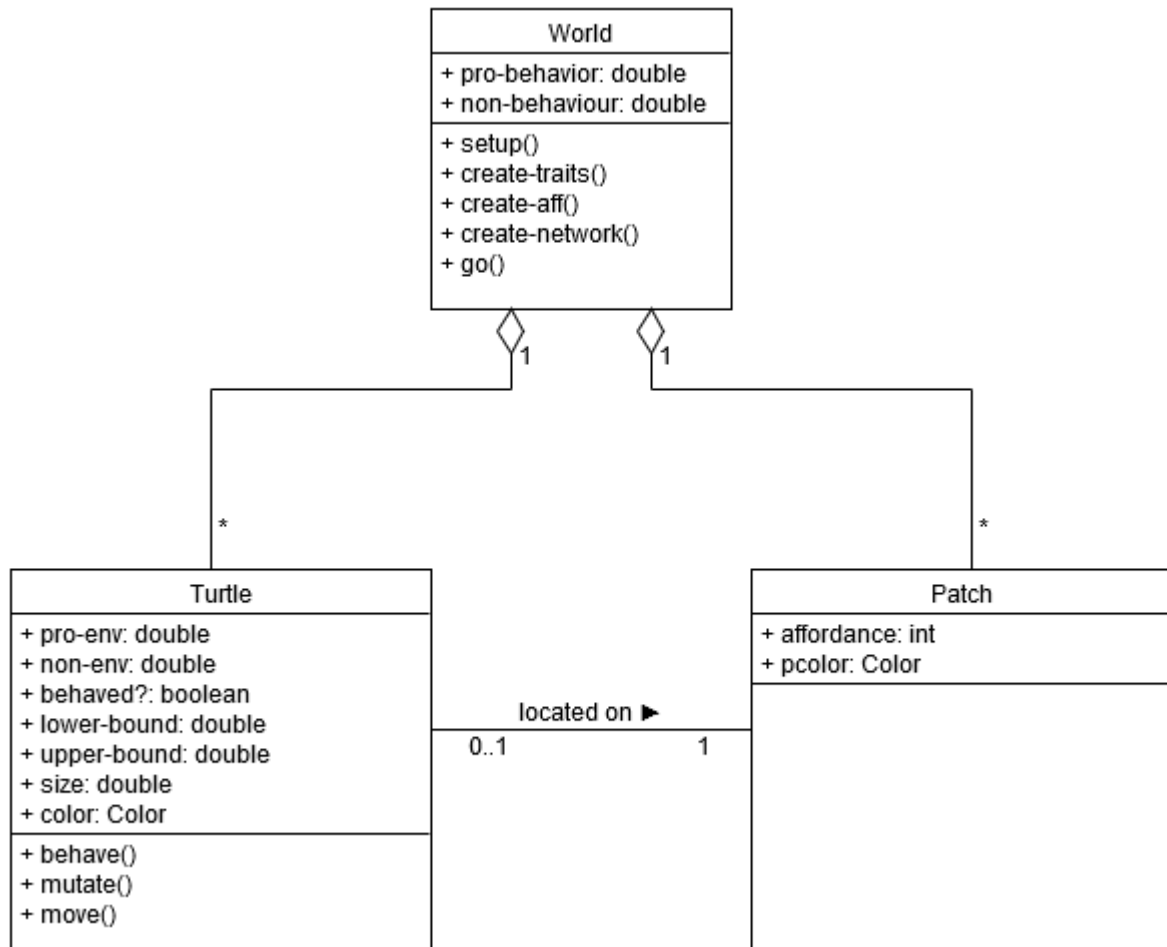 World
+ pro-behavior: double
+ non-behaviour: double
+ setup()
+ create-traits()
+ create-aff()
+ create-network()
+ go()
1
1
*
*
Turtle
+ pro-env: double
+ non-env: double
+ behaved?: boolean
+ lower-bound: double
+ upper-bound: double
+ size: double
+ color: Color
+ behave()
+ mutate()
+ move()
located on ►
0..1
1
Patch
+ affordance: int
+ pcolor: Color